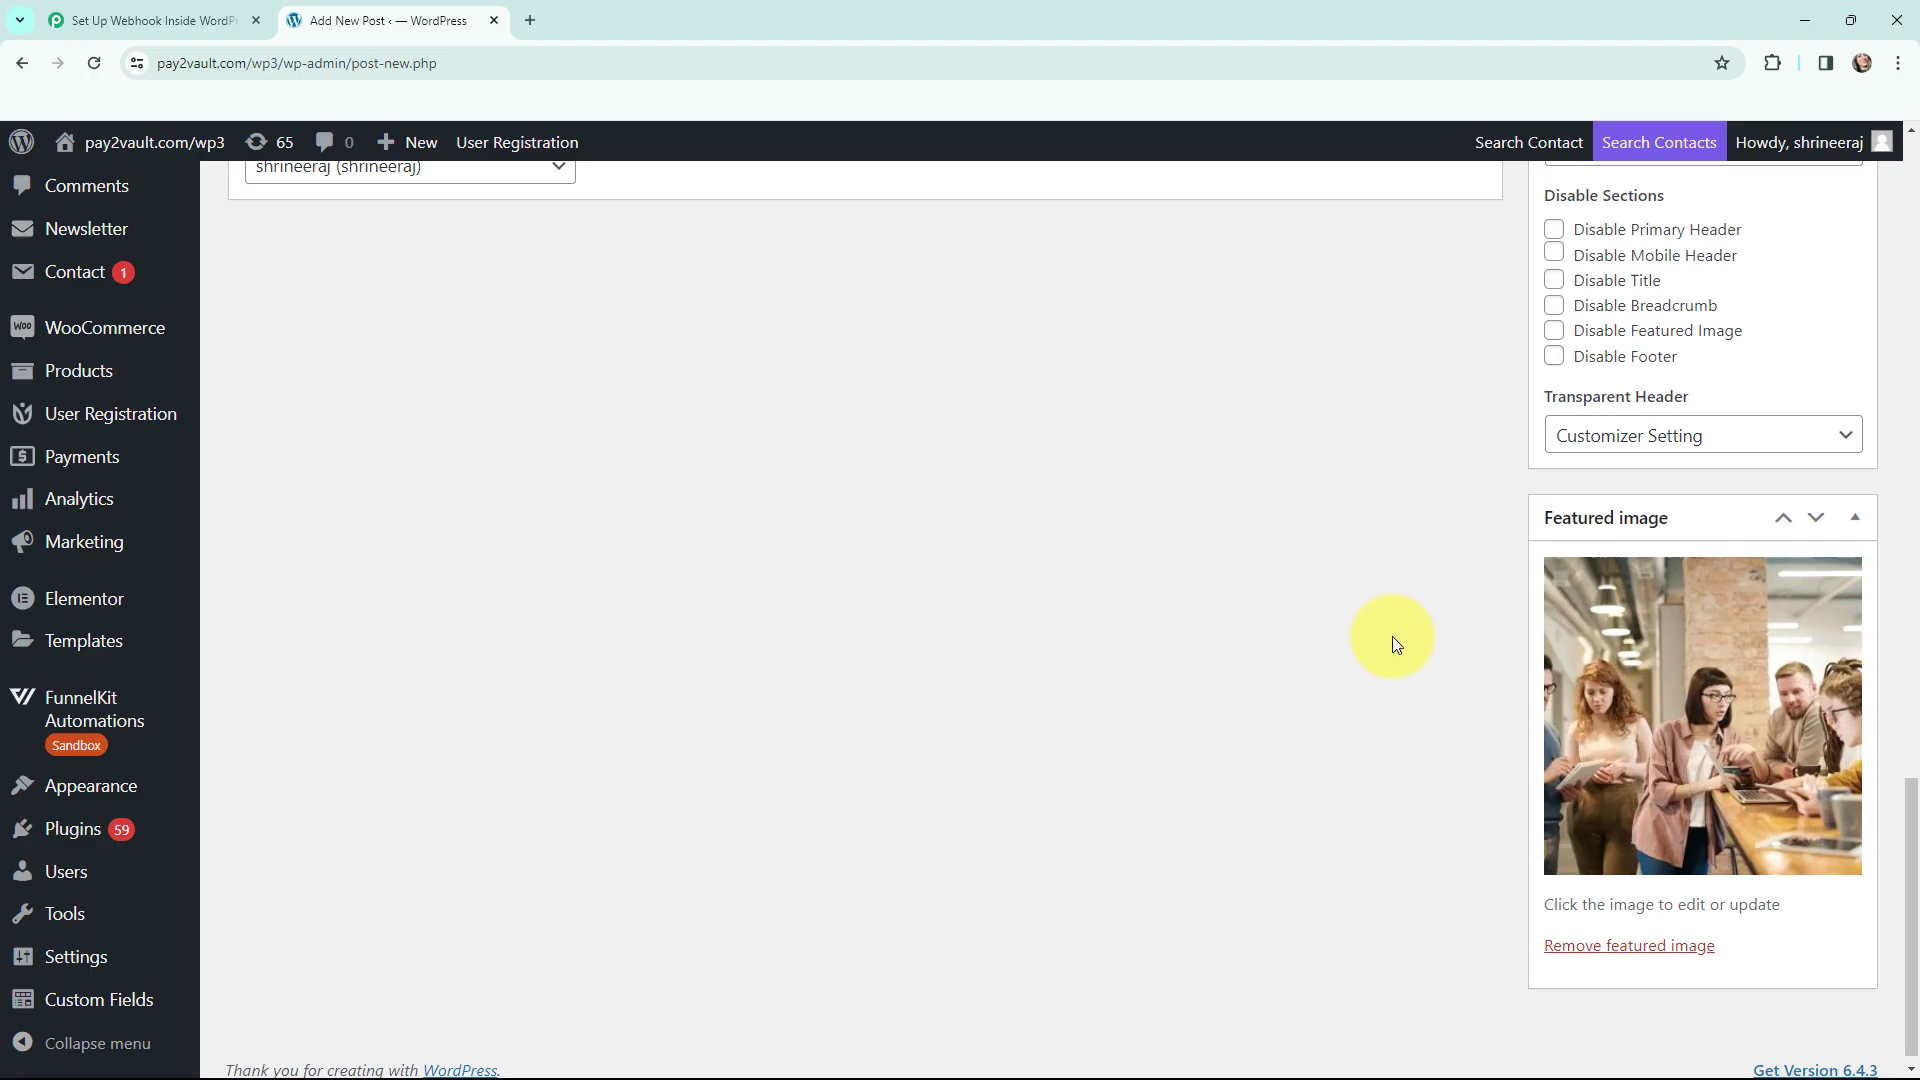 Set Up Webhook Inside WordPr
Add New Post ‹ — WordPress
pay2vault.com/wp3/wp-admin/post-new.php
pay2vault.com/wp3
65
0
New
User Registration
Search Contact
Search Contacts
Howdy, shrineeraj
Comments
Newsletter
Contact 1
WooCommerce
Products
User Registration
Payments
Analytics
Marketing
Elementor
Templates
FunnelKit
Automations
Sandbox
Appearance
Plugins 59
Users
Tools
Settings
Custom Fields
Collapse menu
shrineeraj (shrineeraj)
Disable Sections
Disable Primary Header
Disable Mobile Header
Disable Title
Disable Breadcrumb
Disable Featured Image
Disable Footer
Transparent Header
Customizer Setting
Featured image
Click the image to edit or update
Remove featured image
Thank you for creating with WordPress.
Get Version 6.4.3